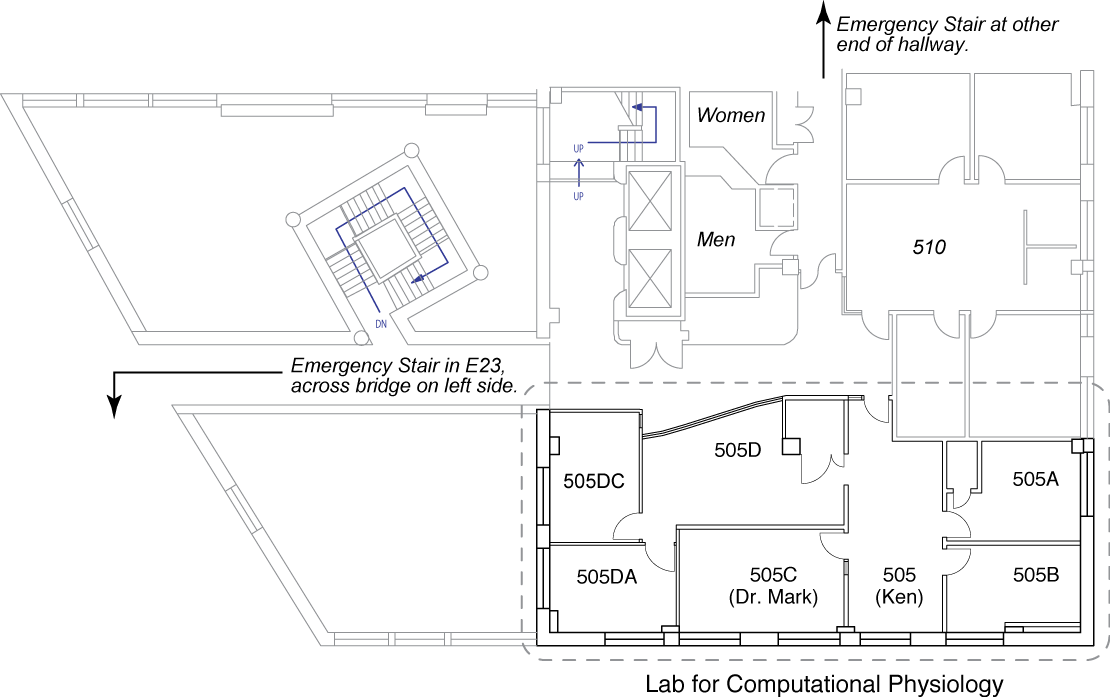 Emergency Stair at other
end of hallway.
Women
UP
UP
Men
510
DN
Emergency Stair in E23,
across bridge on left side.
505D
505DC
505A
505DA
505C
(Dr. Mark)
505
(Ken)
505B
Lab for Computational Physiology